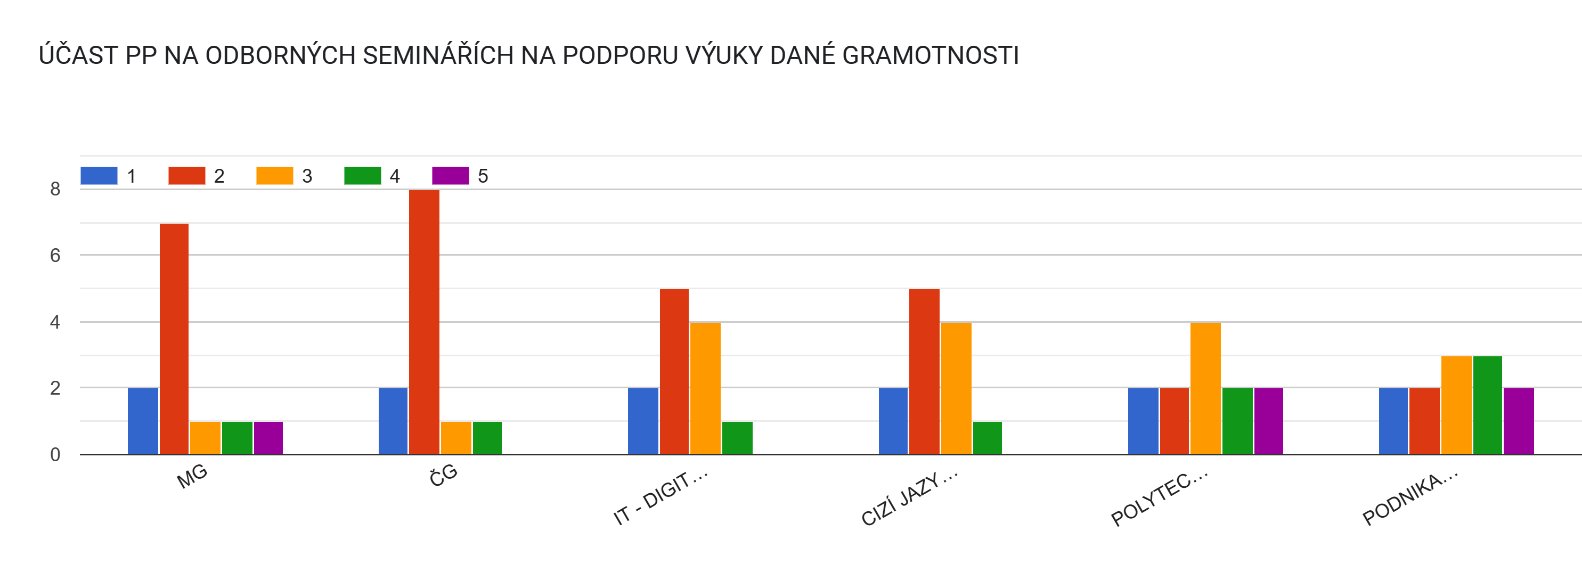 ÚČAST PP NA ODBORNÝCH SEMINÁŘÍCH NA PODPORU VÝUKY DANÉ GRAMOTNOSTI
1 2 3 4 5
8
6
4
2
0
MG ČG IT - DIGIT... CIZÍ JAZY... POLYTEC... PODNIKA...